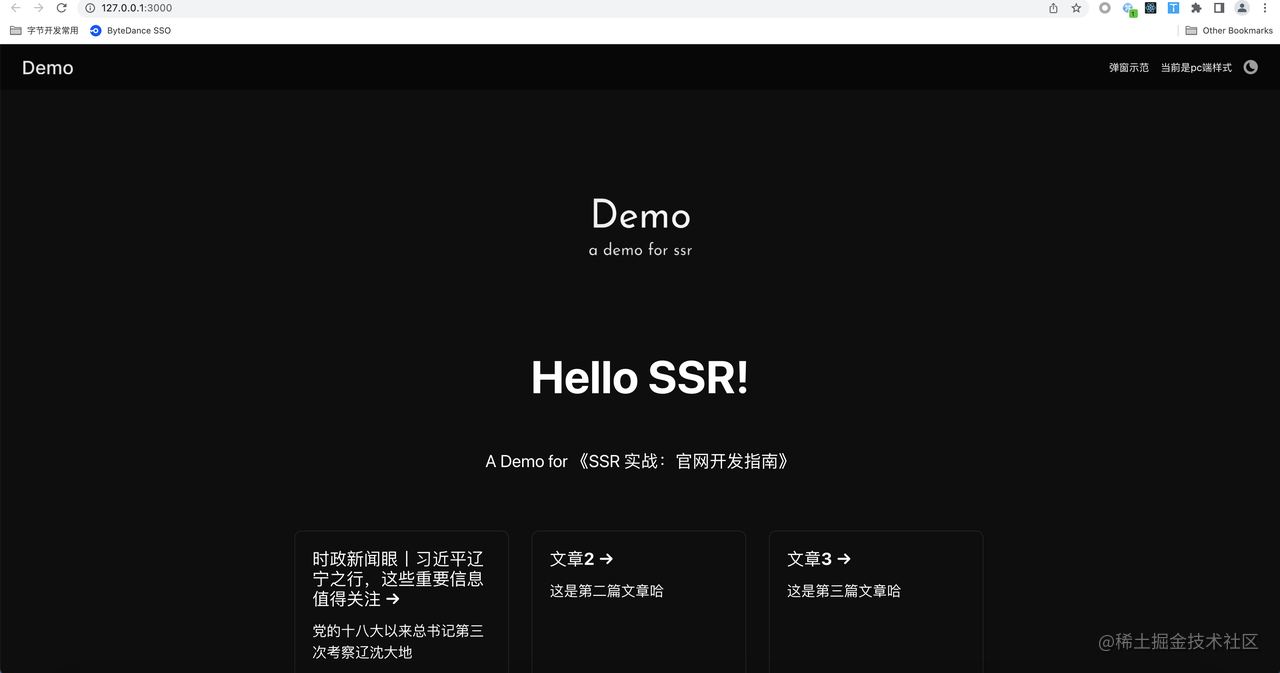 127.0.0.1:3000
字节开发常用 ByteDance SSO Other Bookmarks
Demo 弹窗示范 当前是pc端样式
Demo
a demo for ssr
Hello SSR!
A Demo for 《SSR 实战：官网开发指南》
时政新闻眼丨习近平辽
宁之行，这些重要信息
值得关注 →
党的十八大以来总书记第三
次考察辽沈大地
文章2 →
这是第二篇文章哈
文章3 →
这是第三篇文章哈
@稀土掘金技术社区